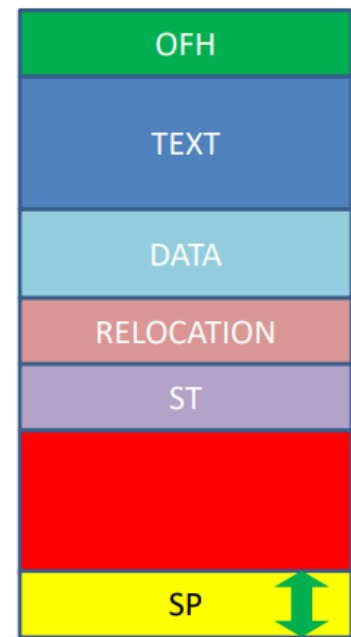 OFH
TEXT
DATA
RELOCATION
ST
SP